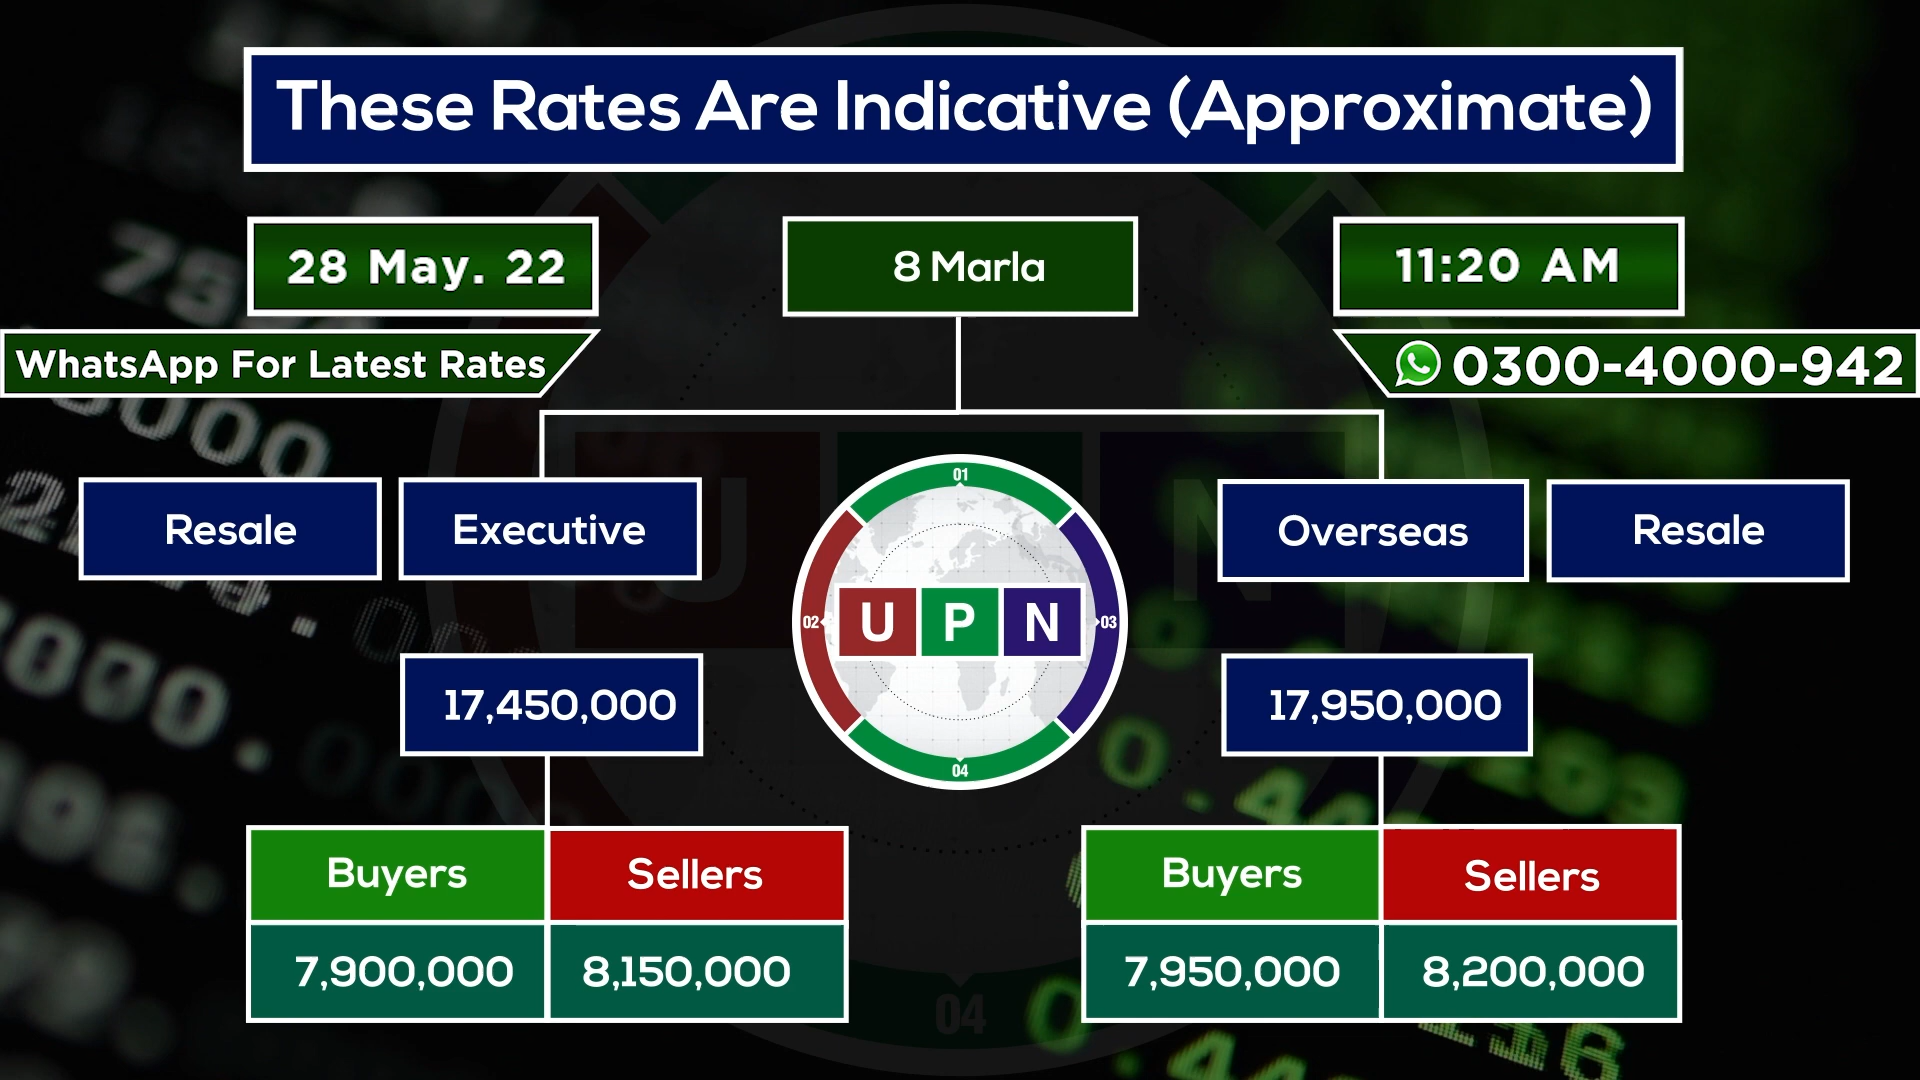 These Rates Are Indicative (Approximate)
28 May. 22
8 Marla
11:20 AM
WhatsApp For Latest Rates
0300-4000-942
Resale
Executive
Overseas
Resale
01
02
U P N
03
04
17,450,000
17,950,000
Buyers
Sellers
Buyers
Sellers
7,900,000
8,150,000
7,950,000
8,200,000
04